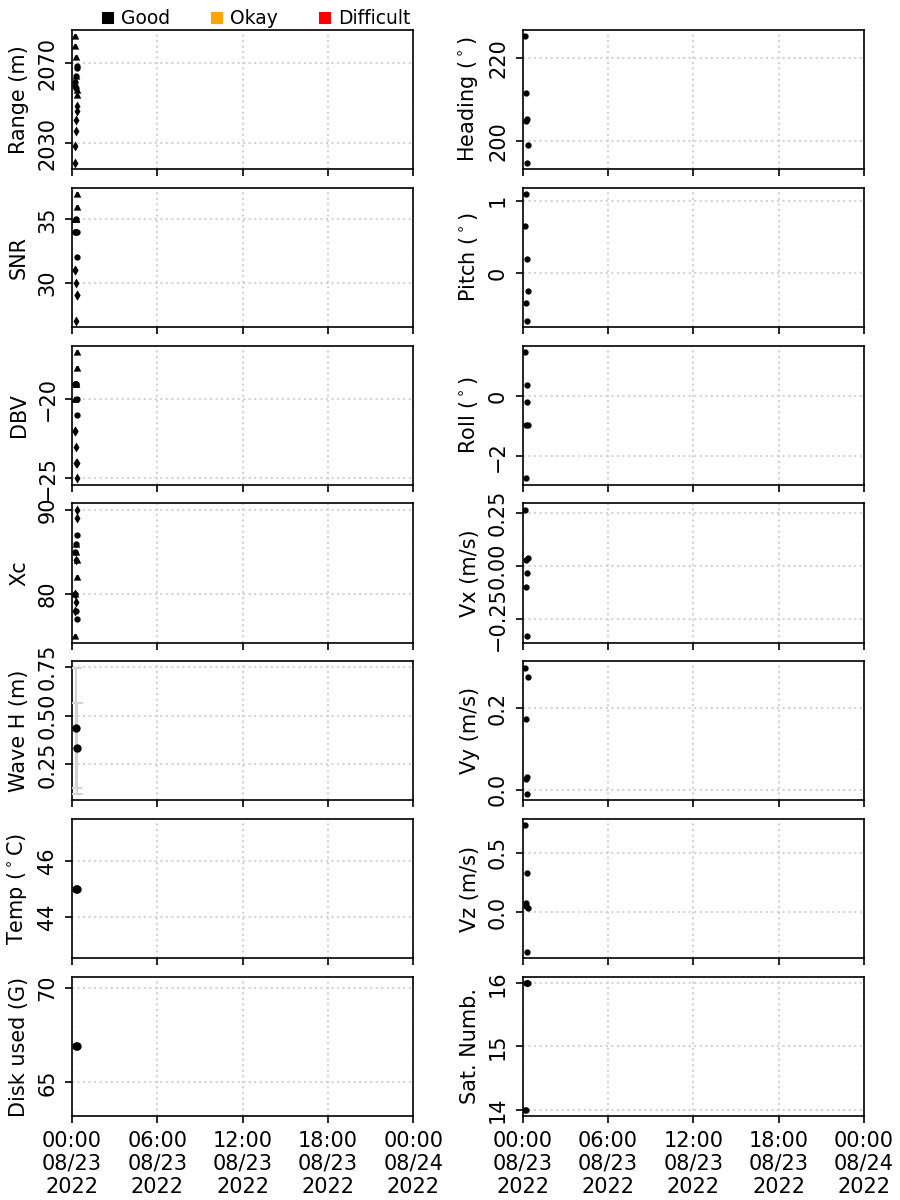 Good Okay Difficult
Range (m)
2070
2030
Heading (°)
220
200
SNR
35
30
Pitch (°)
1
0
DBV
−20
−25
Roll (°)
0
−2
Xc
90
80
Vx (m/s)
0.25
0.00
−0.25
Wave H (m)
0.75
0.50
0.25
Vy (m/s)
0.2
0.0
Temp (°C)
46
44
Vz (m/s)
0.5
0.0
Disk used (G)
70
65
Sat. Numb.
16
15
14
00:00 06:00 12:00 18:00 00:00
08/23 08/23 08/23 08/23 08/24
2022 2022 2022 2022 2022
00:00 06:00 12:00 18:00 00:00
08/23 08/23 08/23 08/23 08/24
2022 2022 2022 2022 2022